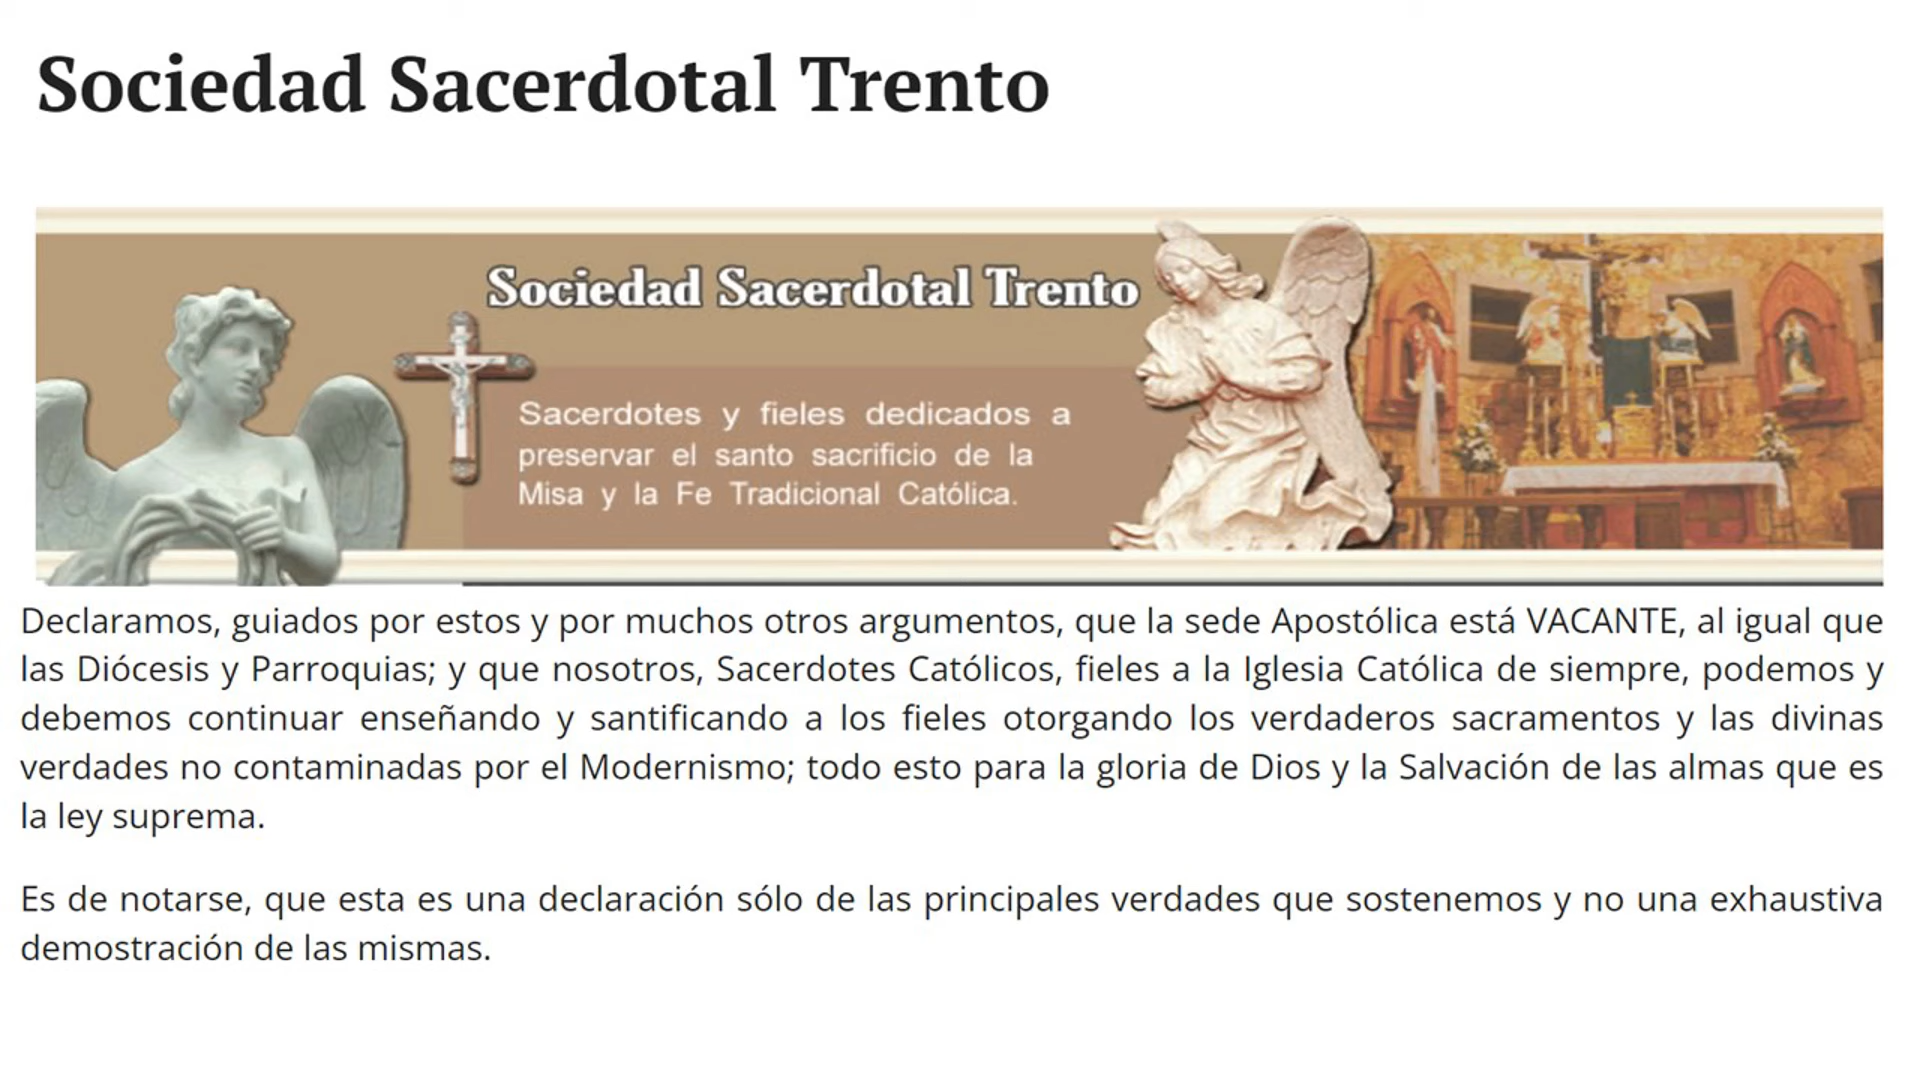 Sociedad Sacerdotal Trento
Sociedad Sacerdotal Trento
Sacerdotes y fieles dedicados a
preservar el santo sacrificio de la
Misa y la Fe Tradicional Católica.
Declaramos, guiados por estos y por muchos otros argumentos, que la sede Apostólica está VACANTE, al igual que
las Diócesis y Parroquias; y que nosotros, Sacerdotes Católicos, fieles a la Iglesia Católica de siempre, podemos y
debemos continuar enseñando y santificando a los fieles otorgando los verdaderos sacramentos y las divinas
verdades no contaminadas por el Modernismo; todo esto para la gloria de Dios y la Salvación de las almas que es
la ley suprema.
Es de notarse, que esta es una declaración sólo de las principales verdades que sostenemos y no una exhaustiva
demostración de las mismas.